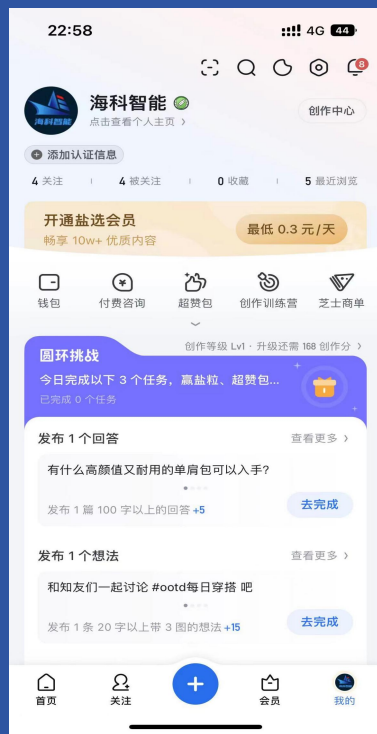 22:58
4G 44
8
海科智能
海科智能
点击查看个人主页
创作中心
添加认证信息
4 关注
4 被关注
0 收藏
5 最近浏览
开通盐选会员
畅享 10w+ 优质内容
最低 0.3 元/天
钱包
付费咨询
超赞包
创作训练营
芝士商单
圆环挑战
创作等级 Lv1 · 升级还需 168 创作分
今日完成以下 3 个任务，赢盐粒、超赞包...
已完成 0 个任务
发布 1 个回答
查看更多
有什么高颜值又耐用的单肩包可以入手?
发布 1 篇 100 字以上的回答 +5
去完成
发布 1 个想法
查看更多
和知友们一起讨论 #ootd每日穿搭 吧
发布 1 条 20 字以上带 3 图的想法 +15
去完成
首页
关注
会员
我的